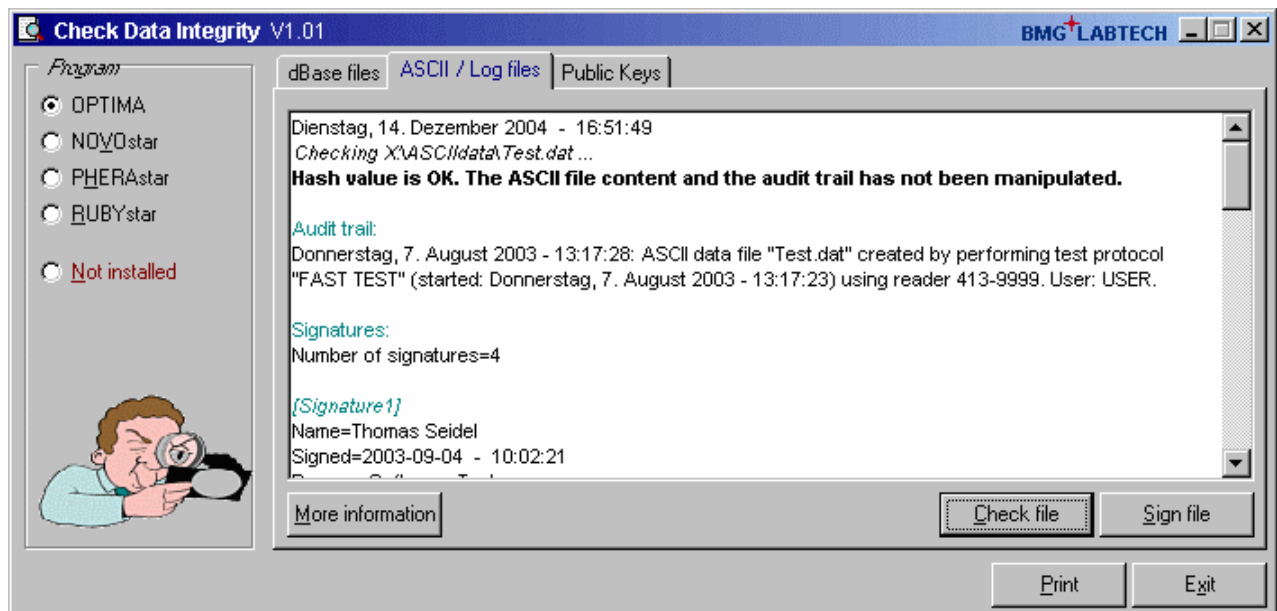 Check Data Integrity V1.01
BMG LABTECH
Program
OPTIMA
NOVOstar
PHERAstar
RUBYstar
Not installed
dBase files
ASCII / Log files
Public Keys
Dienstag, 14. Dezember 2004 - 16:51:49
Checking X:\ASCIIdata\Test.dat ...
Hash value is OK. The ASCII file content and the audit trail has not been manipulated.
Audit trail:
Donnerstag, 7. August 2003 - 13:17:28: ASCII data file "Test.dat" created by performing test protocol
"FAST TEST" (started: Donnerstag, 7. August 2003 - 13:17:23) using reader 413-9999. User: USER.
Signatures:
Number of signatures=4
[Signature1]
Name=Thomas Seidel
Signed=2003-09-04 - 10:02:21
More information
Check file
Sign file
Print
Exit